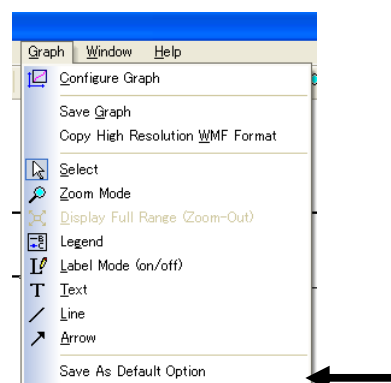 Graph Window Help
Configure Graph
Save Graph
Copy High Resolution WMF Format
Select
Zoom Mode
Display Full Range (Zoom-Out)
Legend
Label Mode (on/off)
Text
Line
Arrow
Save As Default Option